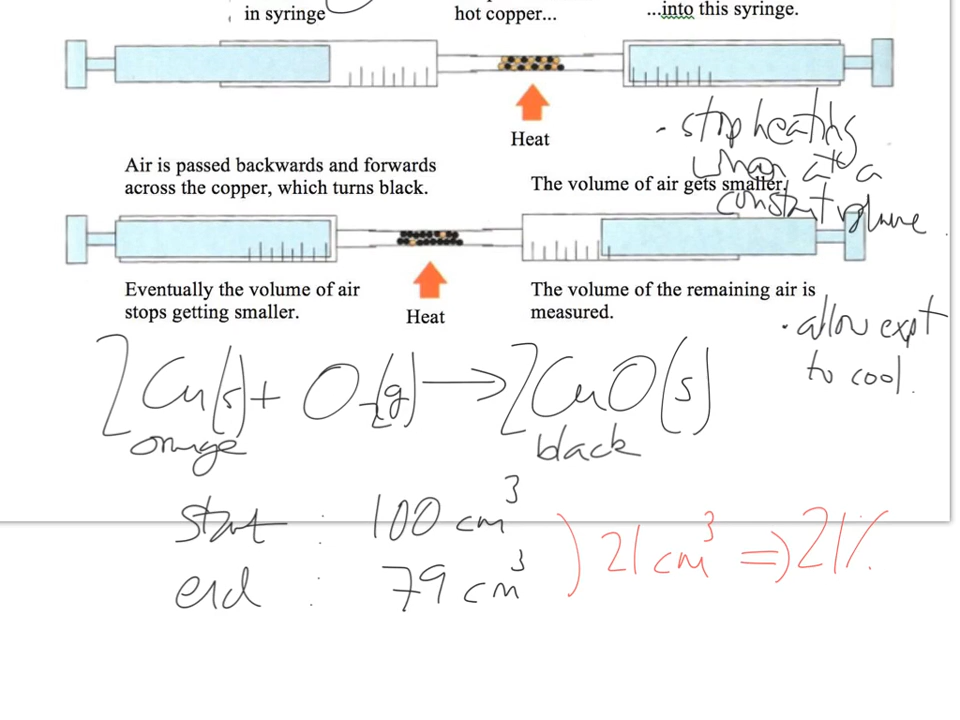 in syringe
hot copper...
...into this syringe.
Heat
- stop heating
when at a
constant volume
Air is passed backwards and forwards
across the copper, which turns black.
The volume of air gets smaller.
Eventually the volume of air
stops getting smaller.
Heat
The volume of the remaining air is
measured.
· allow expt
to cool.
2Cu(s) + O₂(g) → 2CuO(s)
orange
black
start : 100 cm³
end : 79 cm³
) 21 cm³ ⇒ 21%